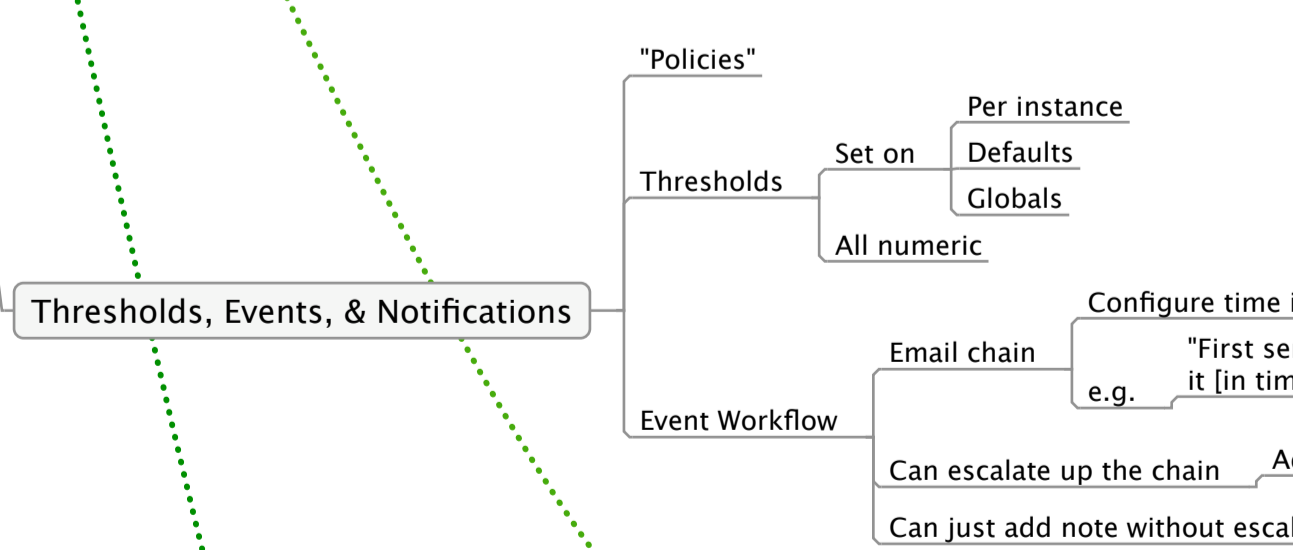 "Policies"
Per instance
Set on
Defaults
Thresholds
Globals
All numeric
Thresholds, Events, & Notifications
Configure time
Email chain
"First
it [in
e.g.
Event Workflow
Can escalate up the chain
Can just add note without